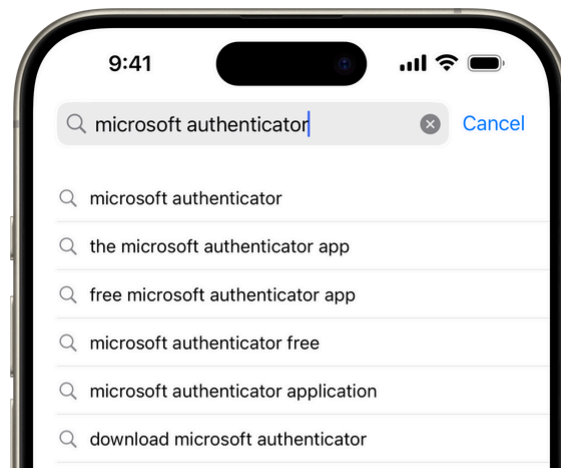 9:41
microsoft authenticator
Cancel
microsoft authenticator
the microsoft authenticator app
free microsoft authenticator app
microsoft authenticator free
microsoft authenticator application
download microsoft authenticator